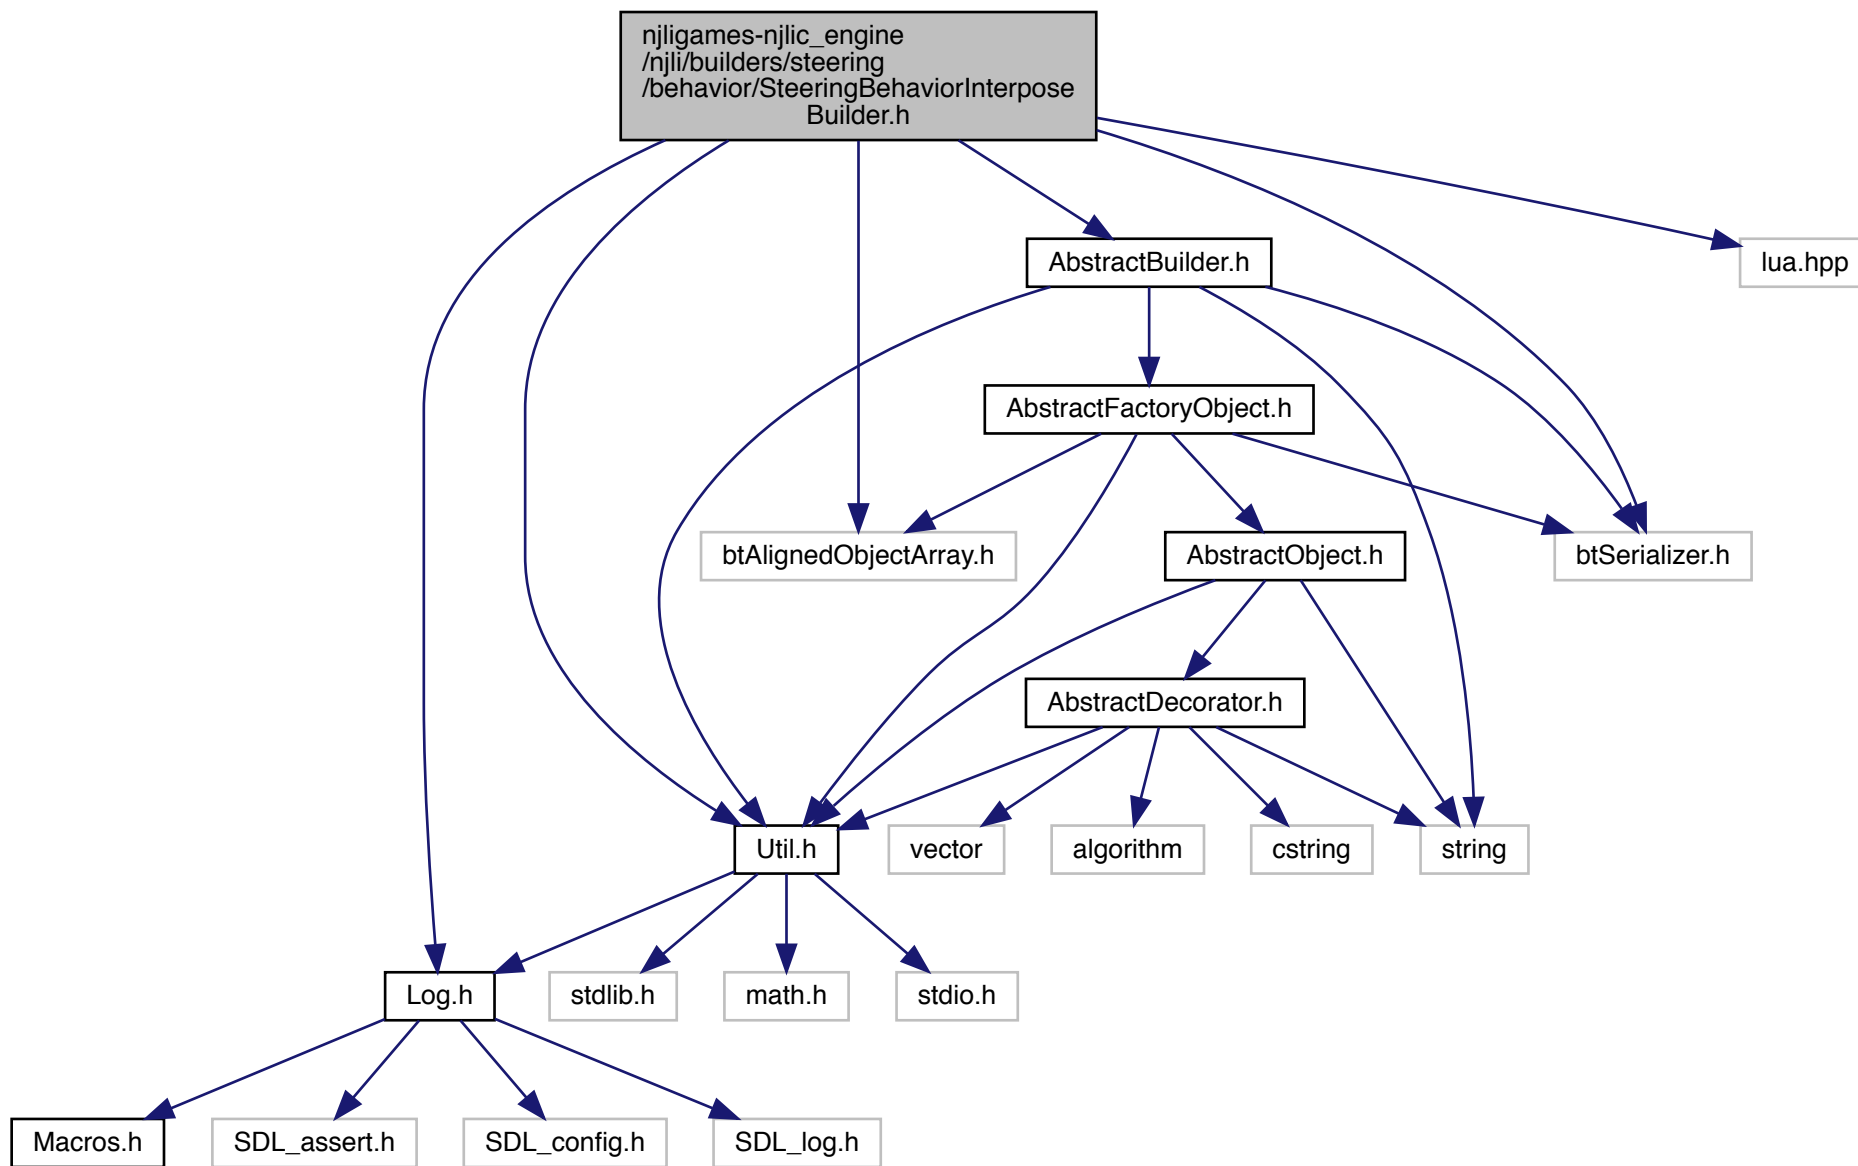 njligames-njlic_engine
/njli/builders/steering
/behavior/SteeringBehaviorInterpose
Builder.h
AbstractBuilder.h
lua.hpp
AbstractFactoryObject.h
btAlignedObjectArray.h
AbstractObject.h
btSerializer.h
AbstractDecorator.h
Util.h
vector
algorithm
cstring
string
Log.h
stdlib.h
math.h
stdio.h
Macros.h
SDL_assert.h
SDL_config.h
SDL_log.h